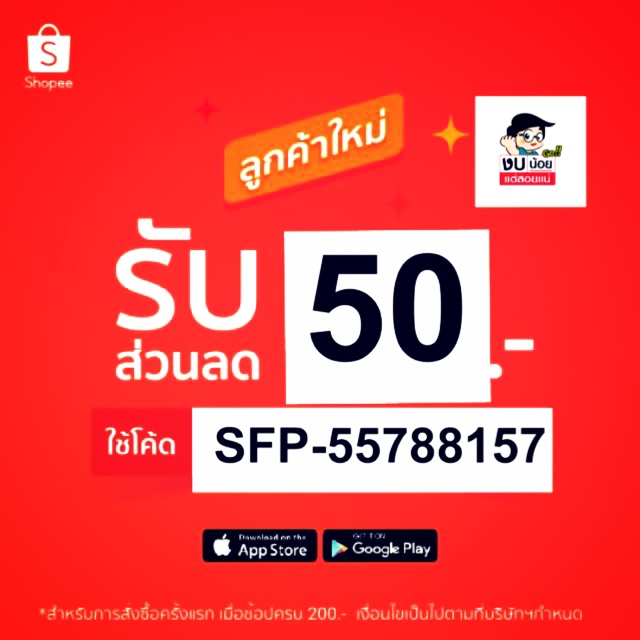 Shopee
ลูกค้าใหม่
Go!!
งบน้อย
แต่สอยแน่
รับ
ส่วนลด
50.-
ใช้โค้ด SFP-55788157
Download on the
App Store
GET IT ON
Google Play
*สำหรับการสั่งซื้อครั้งแรก เมื่อช้อปครบ 200.- เงื่อนไขเป็นไปตามที่บริษัทฯกำหนด